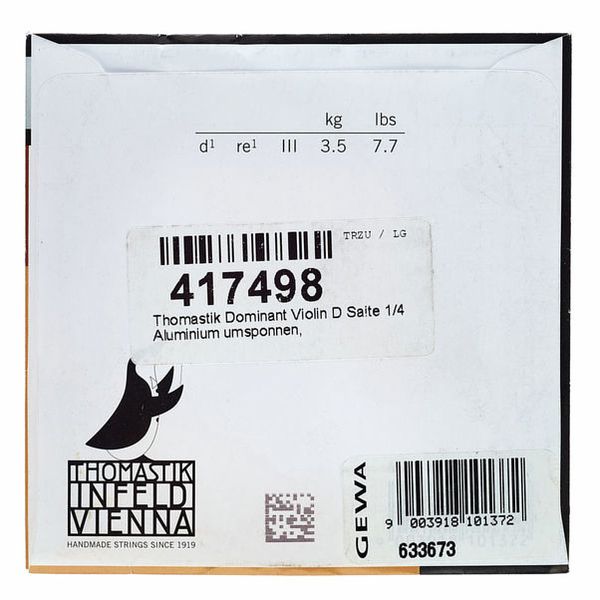 kg lbs
d¹ re¹ III 3.5 7.7
TRZU / LG
417498
Thomastik Dominant Violin D Saite 1/4
Aluminium umsponnen,
THOMASTIK
INFELD
VIENNA
HANDMADE STRINGS SINCE 1919
GEWA
9 003918 101372
633673